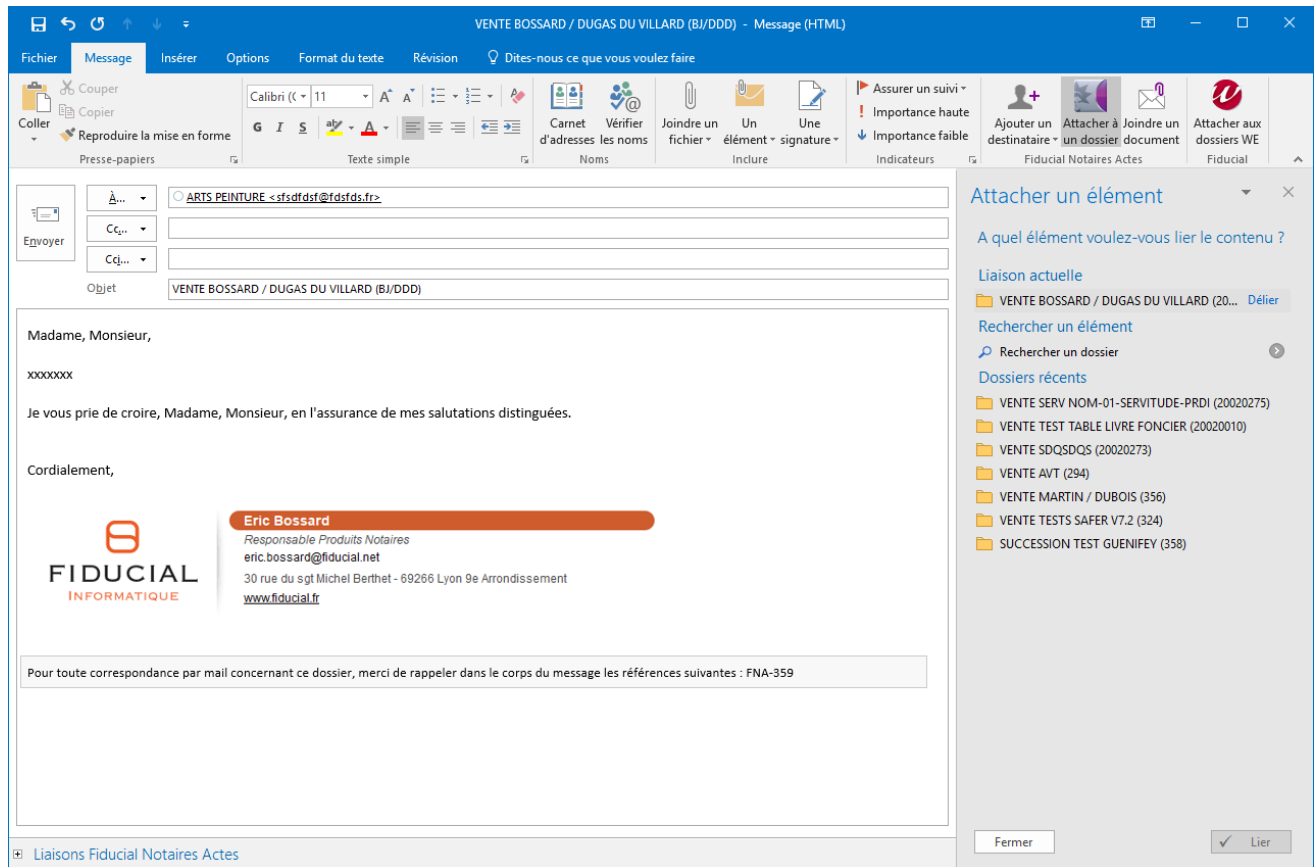 VENTE BOSSARD / DUGAS DU VILLARD (BJ/DDD) - Message (HTML)
Fichier Message Insérer Options Format du texte Révision Dites-nous ce que vous voulez faire
Coller
Couper
Copier
Reproduire la mise en forme
Presse-papiers
Calibri (( 11
G I S
Texte simple
Carnet d'adresses
Vérifier les noms
Noms
Joindre un fichier
Un élément
Une signature
Inclure
Assurer un suivi
Importance haute
Importance faible
Indicateurs
Ajouter un destinataire
Attacher à un dossier
Joindre un document
Fiducial Notaires Actes
Attacher aux dossiers WE
Fiducial
Envoyer
À... ARTS PEINTURE <sfsdfdsf@fdsfds.fr>
Cc...
Cci...
Objet VENTE BOSSARD / DUGAS DU VILLARD (BJ/DDD)
Madame, Monsieur,
xxxxxxx
Je vous prie de croire, Madame, Monsieur, en l'assurance de mes salutations distinguées.
Cordialement,
FIDUCIAL
INFORMATIQUE
Eric Bossard
Responsable Produits Notaires
eric.bossard@fiducial.net
30 rue du sgt Michel Berthet - 69266 Lyon 9e Arrondissement
www.fiducial.fr
Pour toute correspondance par mail concernant ce dossier, merci de rappeler dans le corps du message les références suivantes : FNA-359
Liaisons Fiducial Notaires Actes
Attacher un élément
A quel élément voulez-vous lier le contenu ?
Liaison actuelle
VENTE BOSSARD / DUGAS DU VILLARD (20... Délier
Rechercher un élément
Rechercher un dossier
Dossiers récents
VENTE SERV NOM-01-SERVITUDE-PRDI (20020275)
VENTE TEST TABLE LIVRE FONCIER (20020010)
VENTE SDQSDQS (20020273)
VENTE AVT (294)
VENTE MARTIN / DUBOIS (356)
VENTE TESTS SAFER V7.2 (324)
SUCCESSION TEST GUENIFEY (358)
Fermer
Lier